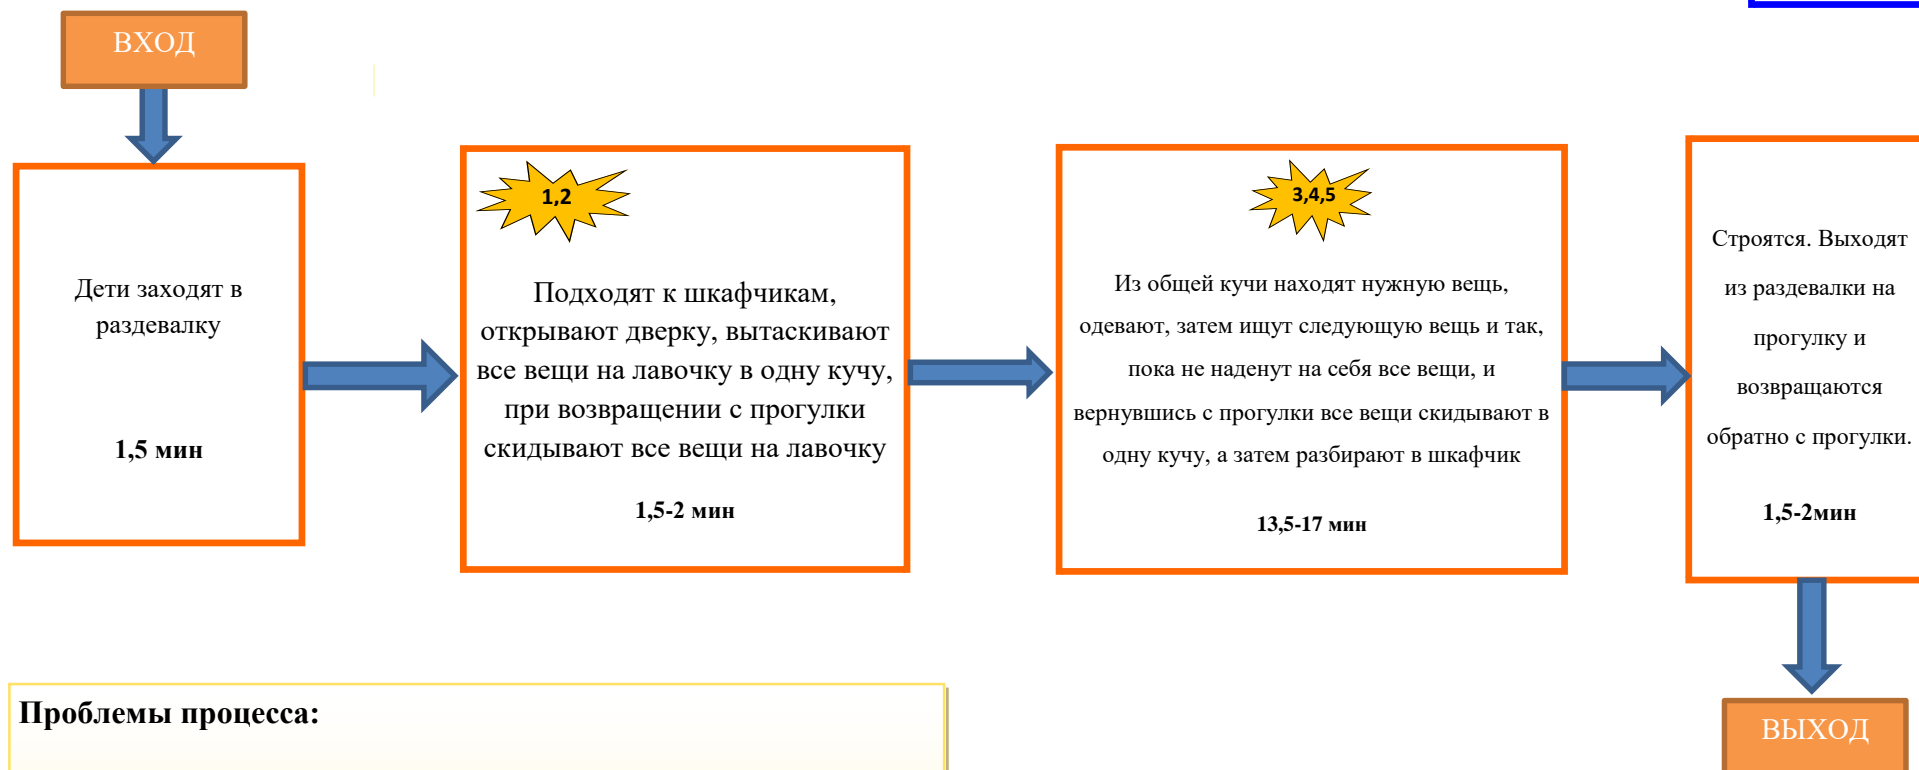 ВХОД
Дети заходят в
раздевалку
1,5 мин
1,2
Подходят к шкафчикам,
открывают дверку, вытаскивают
все вещи на лавочку в одну кучу,
при возвращении с прогулки
скидывают все вещи на лавочку
1,5-2 мин
3,4,5
Из общей кучи находят нужную вещь,
одевают, затем ищут следующую вещь и так,
пока не наденут на себя все вещи, и
вернувшись с прогулки все вещи скидывают в
одну кучу, а затем разбирают в шкафчик
13,5-17 мин
Строятся. Выходят
из раздевалки на
прогулку и
возвращаются
обратно с прогулки.
1,5-2мин
ВЫХОД
Проблемы процесса: